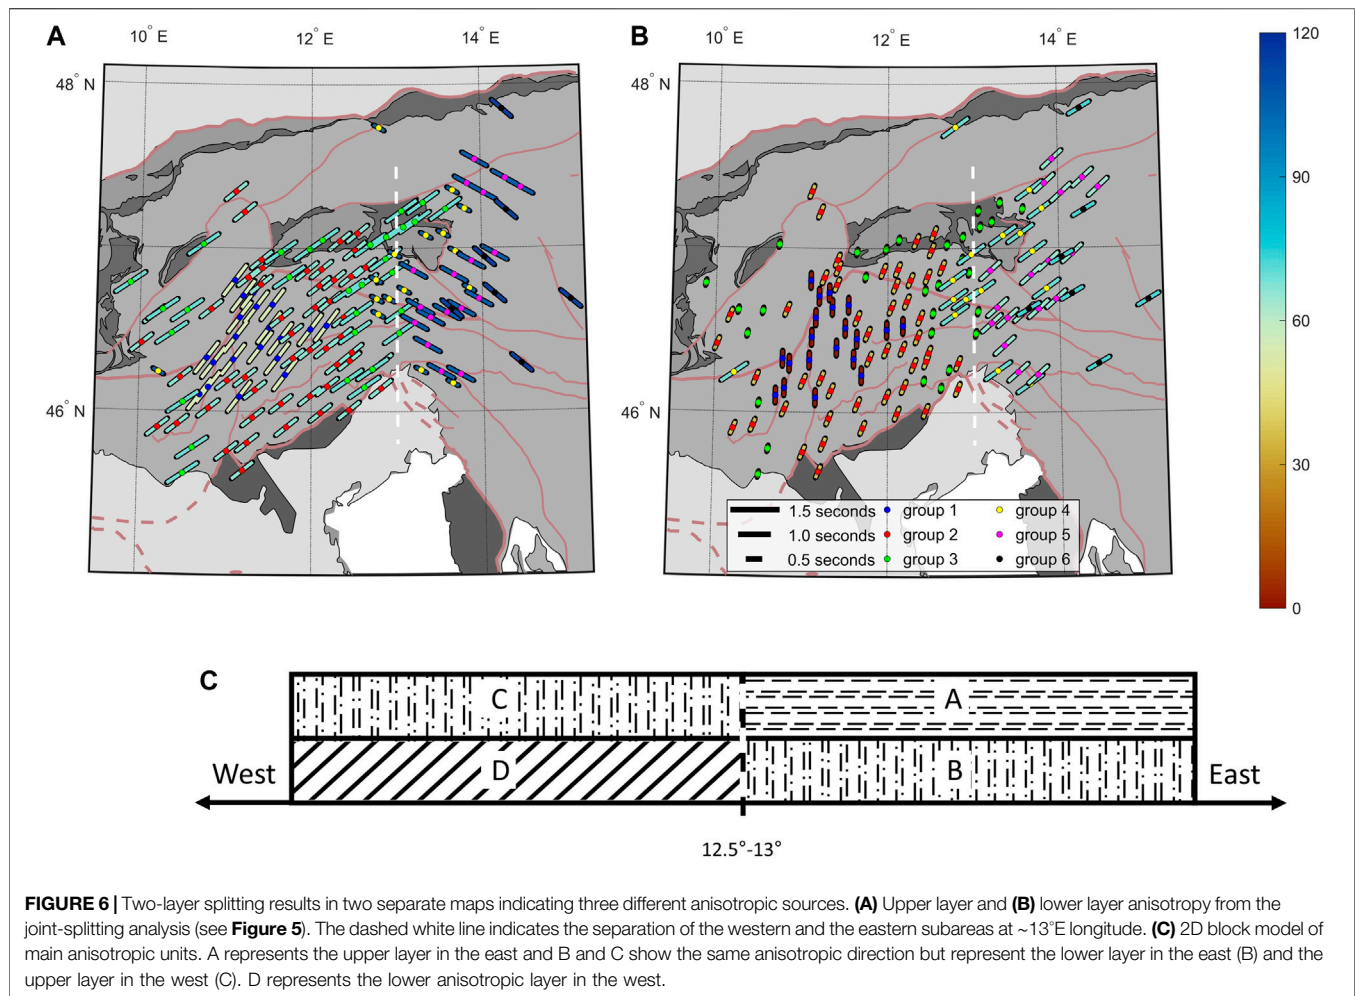 A
10° E
12° E
14° E
48° N
46° N
B
10° E
12° E
14° E
48° N
46° N
1.5 seconds
1.0 seconds
0.5 seconds
group 1
group 2
group 3
group 4
group 5
group 6
120
90
60
30
0
C
C
A
D
B
West
East
12.5°-13°
FIGURE 6 | Two-layer splitting results in two separate maps indicating three different anisotropic sources. (A) Upper layer and (B) lower layer anisotropy from the
joint-splitting analysis (see Figure 5). The dashed white line indicates the separation of the western and the eastern subareas at ~13°E longitude. (C) 2D block model of
main anisotropic units. A represents the upper layer in the east and B and C show the same anisotropic direction but represent the lower layer in the east (B) and the
upper layer in the west (C). D represents the lower anisotropic layer in the west.